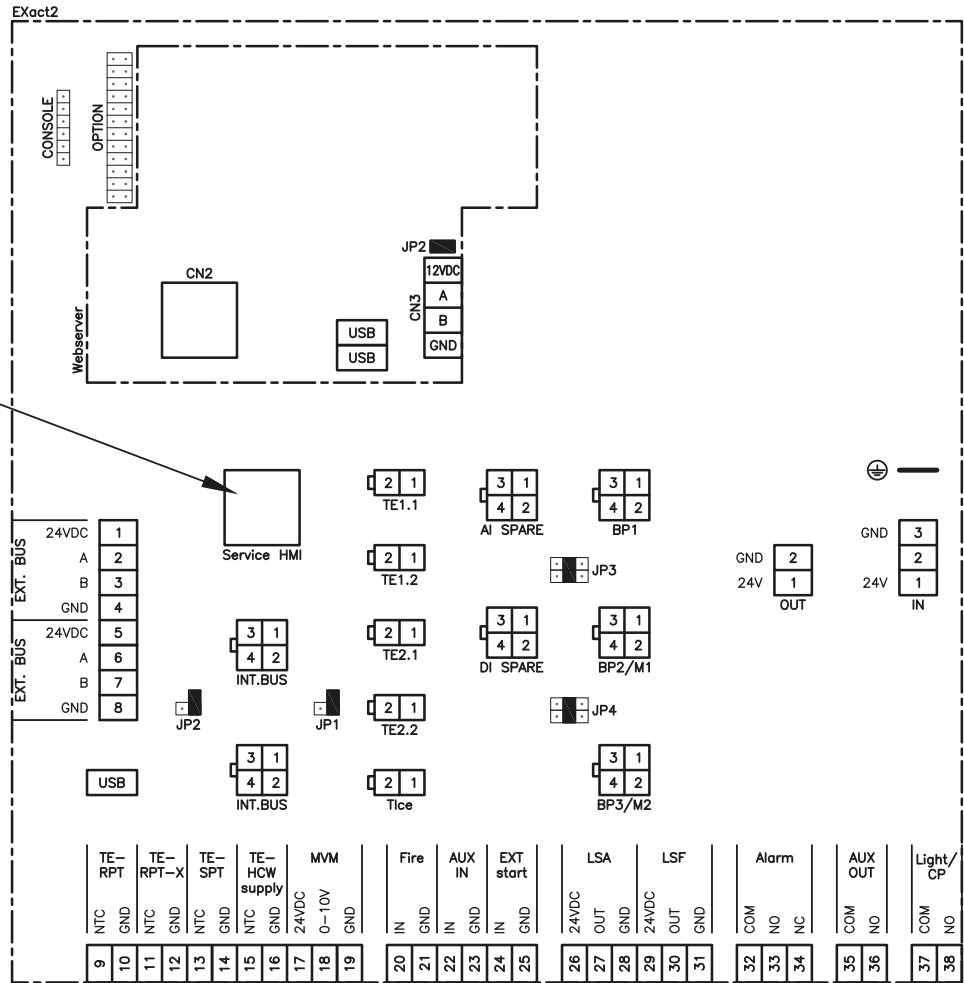 EXact2
CONSOLE
OPTION
JP2
12VDC
A
B
GND
CN3
CN2
USB
USB
Webserver
Service HMI
2 1
TE1.1
3 1
4 2
AI SPARE
3 1
4 2
BP1
GND 3
2
24V 1
IN
GND 2
24V 1
OUT
2 1
TE1.2
JP3
EXT. BUS
24VDC 1
A 2
B 3
GND 4
EXT. BUS
24VDC 5
A 6
B 7
GND 8
3 1
4 2
INT.BUS
2 1
TE2.1
3 1
4 2
DI SPARE
3 1
4 2
BP2/M1
JP2
JP1
2 1
TE2.2
JP4
USB
3 1
4 2
INT.BUS
2 1
TIce
3 1
4 2
BP3/M2
TE-
RPT
NTC GND
9 10
TE-
RPT-X
NTC GND
11 12
TE-
SPT
NTC GND
13 14
TE-
HCW
supply
NTC GND
15 16
MVM
24VDC 0-10V GND
17 18 19
Fire
IN GND
20 21
AUX
IN
IN GND
22 23
EXT
start
IN GND
24 25
LSA
24VDC OUT GND
26 27 28
LSF
24VDC OUT GND
29 30 31
Alarm
COM NO NC
32 33 34
AUX
OUT
COM NO
35 36
Light/
CP
COM NO
37 38